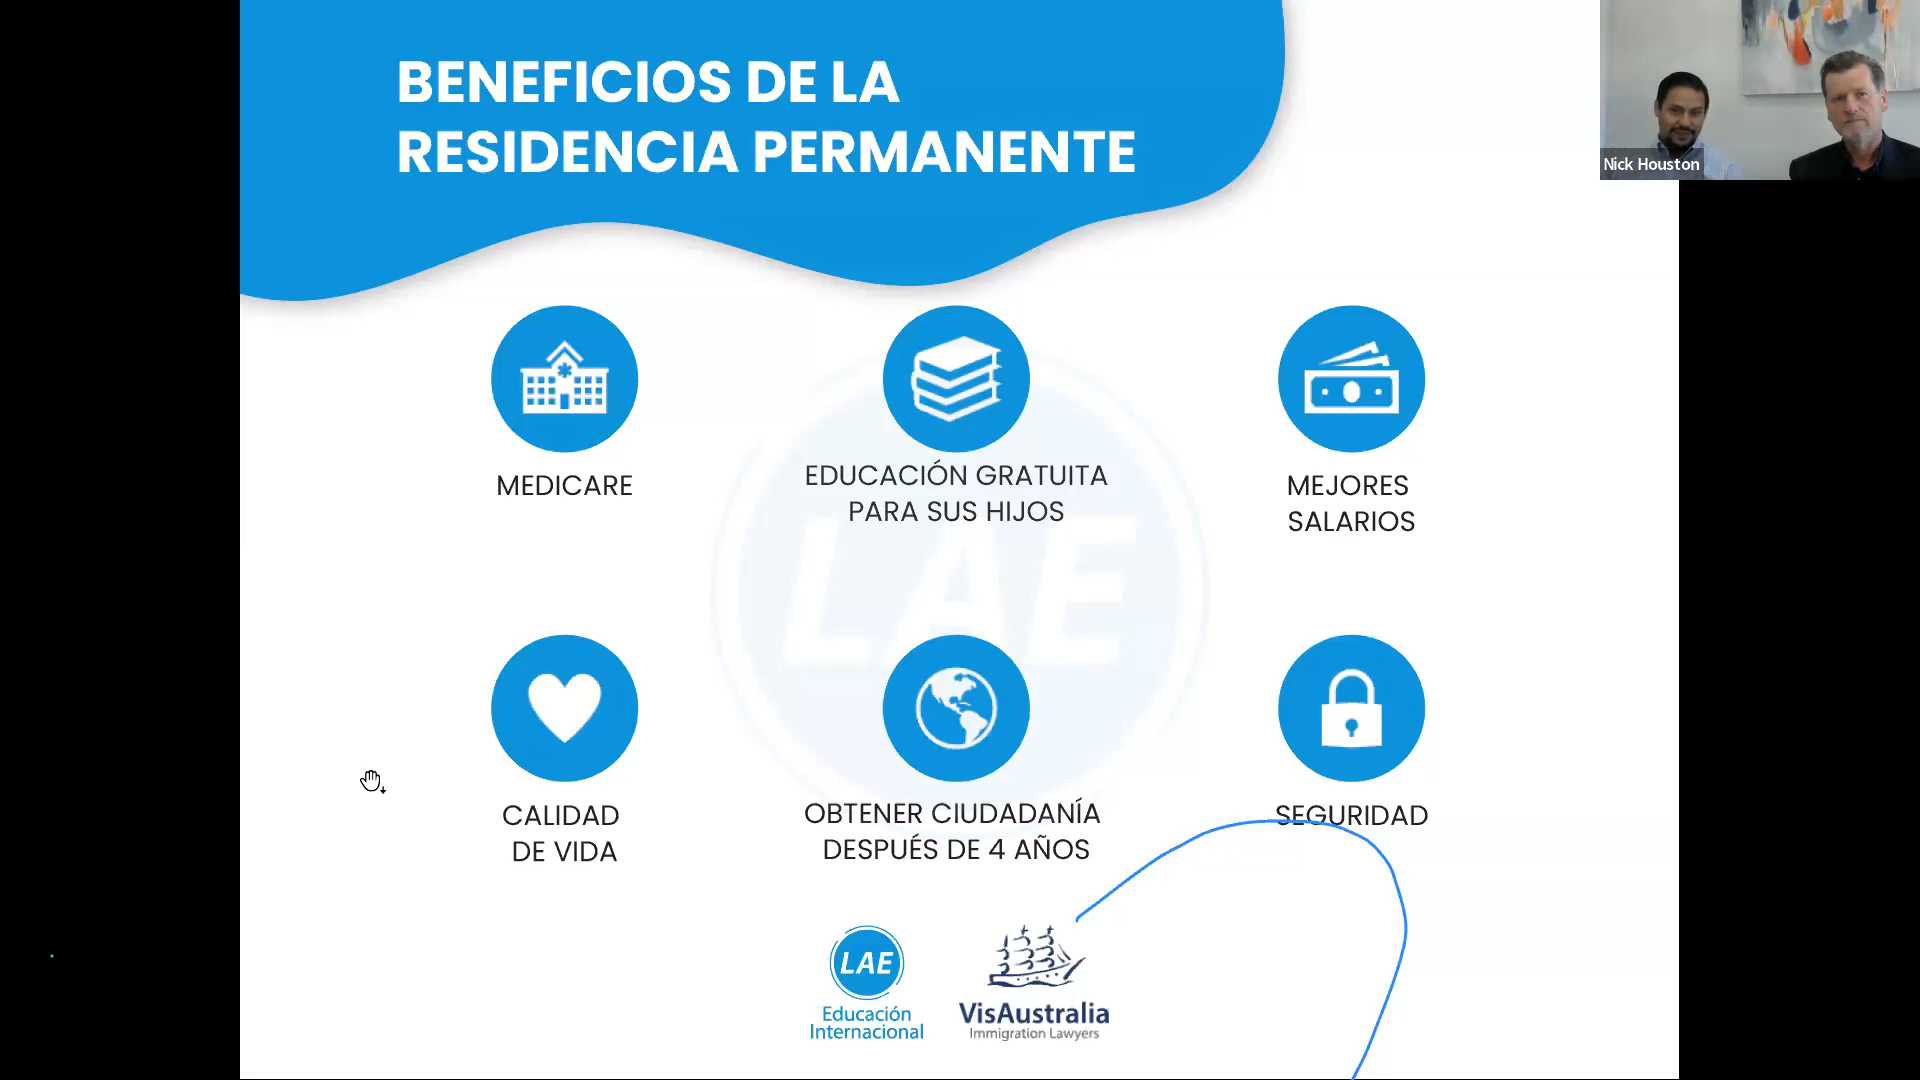 BENEFICIOS DE LA
RESIDENCIA PERMANENTE
Nick Houston
MEDICARE
EDUCACIÓN GRATUITA
PARA SUS HIJOS
MEJORES
SALARIOS
LAE
CALIDAD
DE VIDA
OBTENER CIUDADANÍA
DESPUÉS DE 4 AÑOS
SEGURIDAD
LAE
Educación
Internacional
VisAustralia
Immigration Lawyers